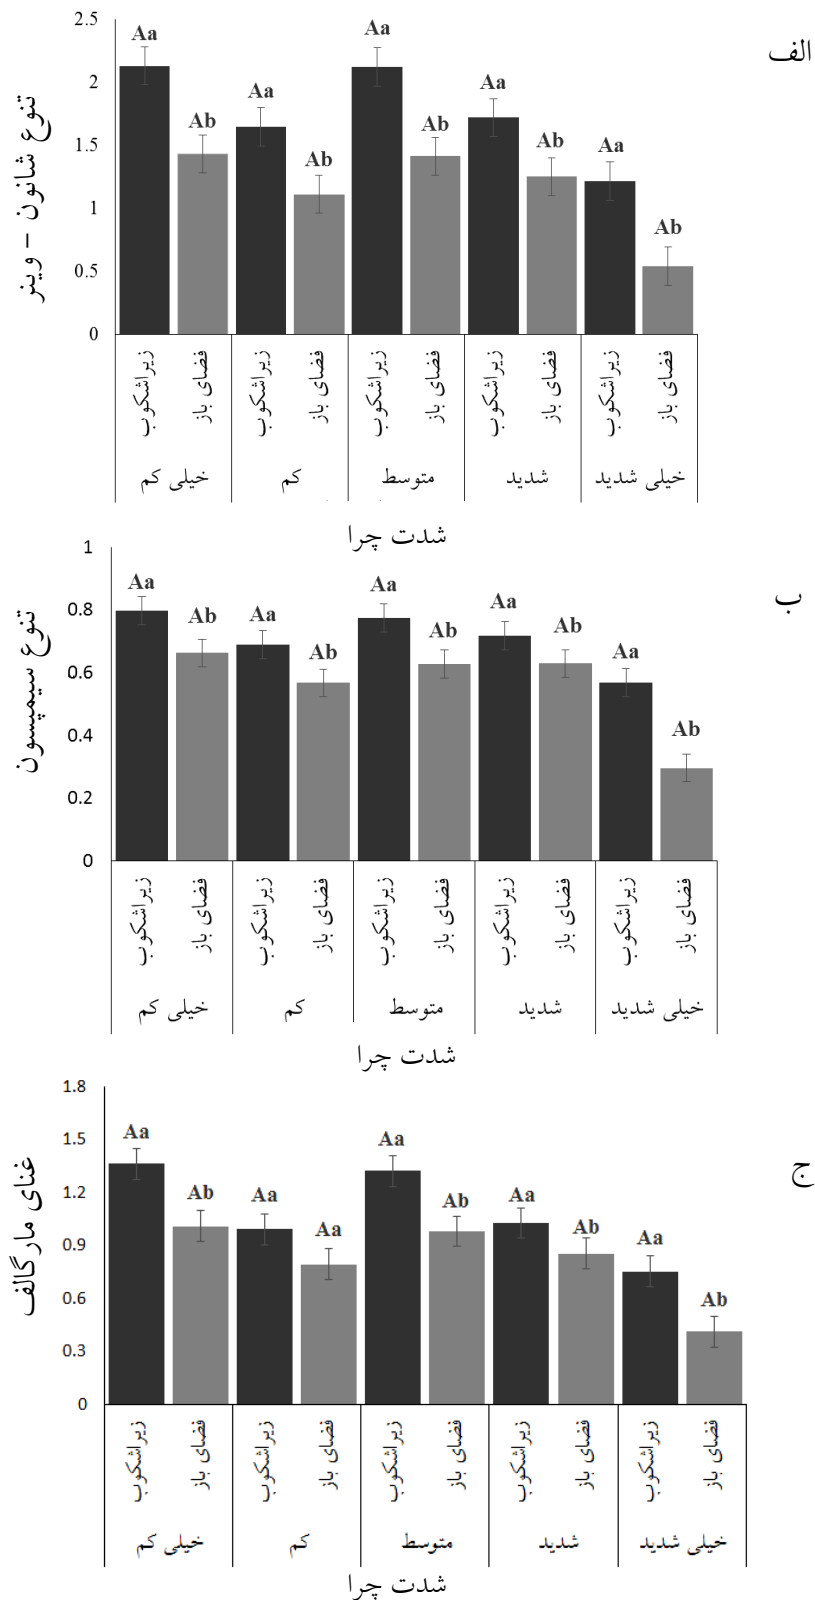 الف
تنوع شانون - وینر
2.5
2
1.5
1
0.5
0
Aa Ab Aa Ab Aa Ab Aa Ab Aa Ab
زیراشکوب فضای باز زیراشکوب فضای باز زیراشکوب فضای باز زیراشکوب فضای باز زیراشکوب فضای باز
خیلی کم کم متوسط شدید خیلی شدید
شدت چرا
ب
تنوع سیمپسون
1
0.8
0.6
0.4
0.2
0
Aa Ab Aa Ab Aa Ab Aa Ab Aa Ab
زیراشکوب فضای باز زیراشکوب فضای باز زیراشکوب فضای باز زیراشکوب فضای باز زیراشکوب فضای باز
خیلی کم کم متوسط شدید خیلی شدید
شدت چرا
ج
غنای مارگالف
1.8
1.5
1.2
0.9
0.6
0.3
0
Aa Ab Aa Aa Aa Ab Aa Ab Aa Ab
زیراشکوب فضای باز زیراشکوب فضای باز زیراشکوب فضای باز زیراشکوب فضای باز زیراشکوب فضای باز
خیلی کم کم متوسط شدید خیلی شدید
شدت چرا